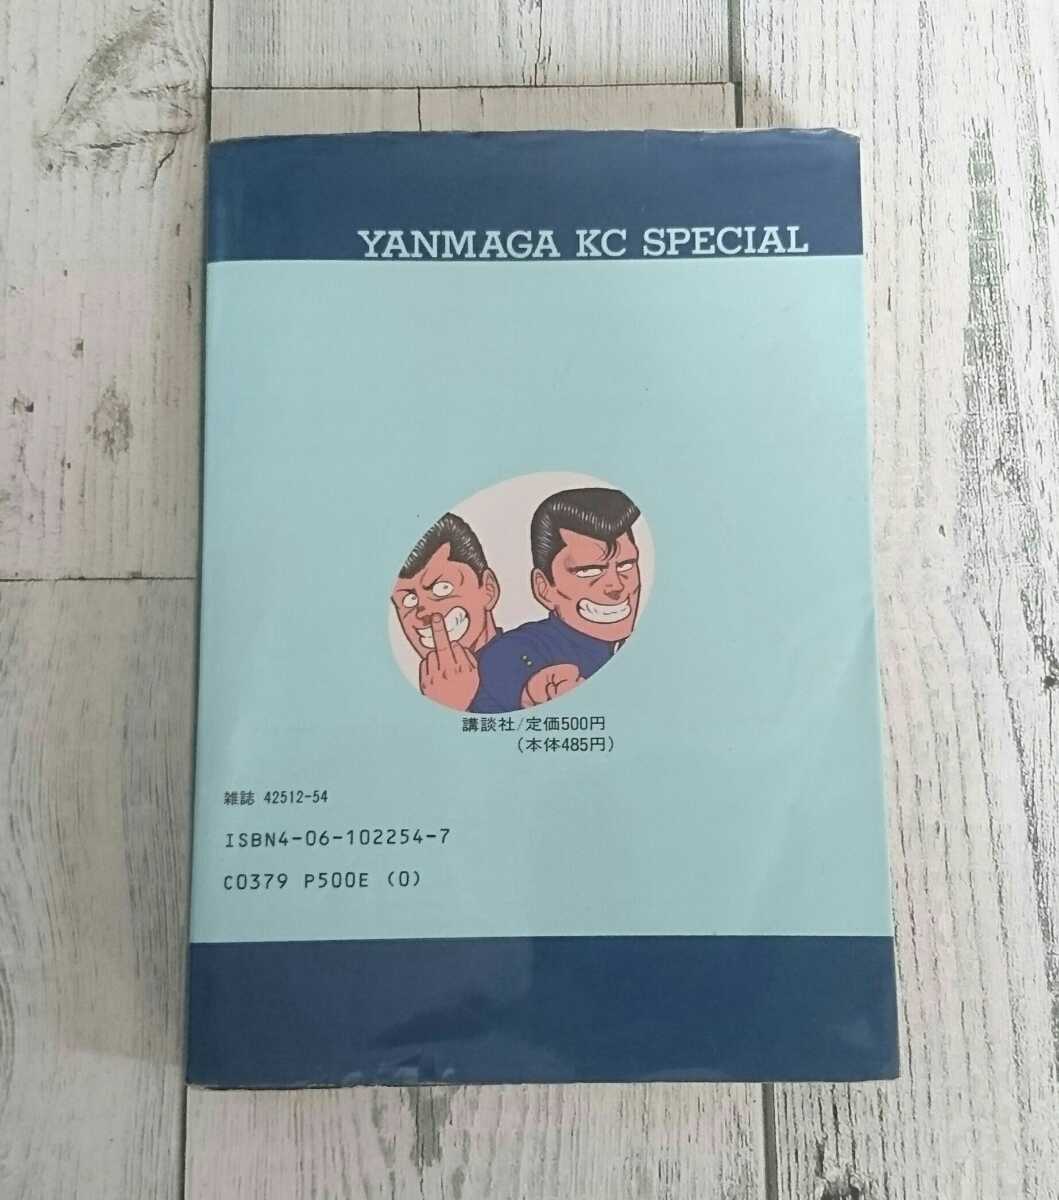 YANMAGA KC SPECIAL
講談社/定価500円
(本体485円)
雑誌 42512-54
ISBN4-06-102254-7
C0379 P500E (0)